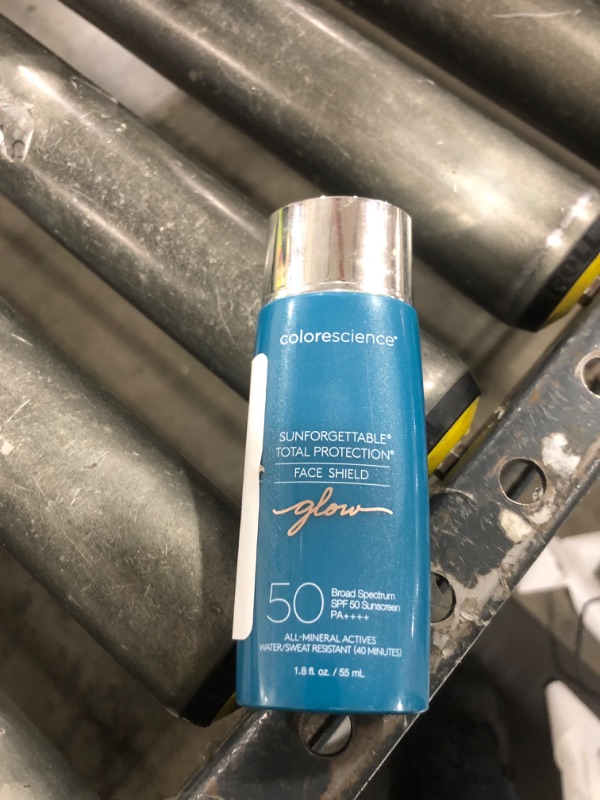 colorescience®
SUNFORGETTABLE®
TOTAL PROTECTION®
FACE SHIELD
glow
50
Broad Spectrum
SPF 50 Sunscreen
PA++++
ALL-MINERAL ACTIVES
WATER/SWEAT RESISTANT (40 MINUTES)
1.8 fl. oz. / 55 mL